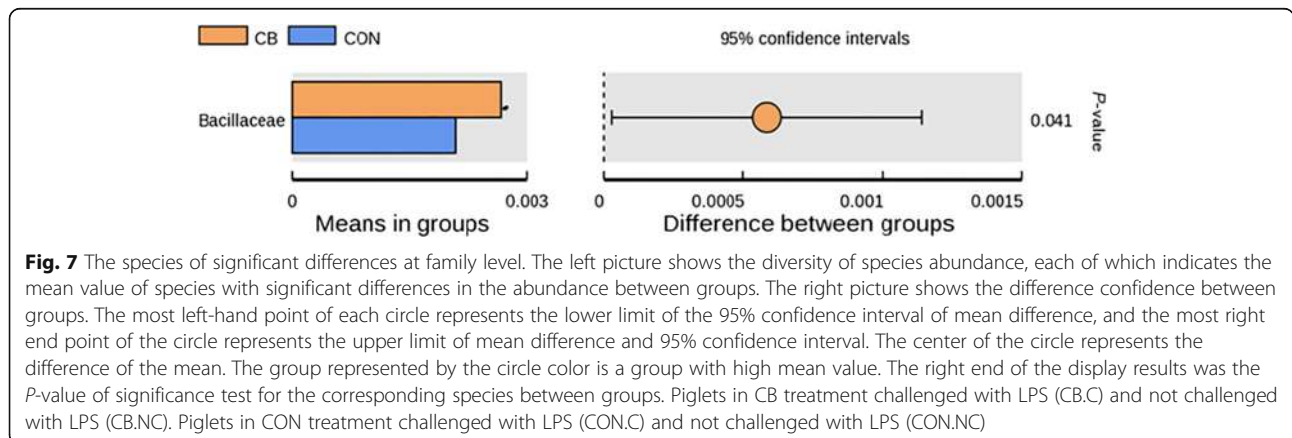 CB CON 95% confidence intervals
Bacillaceae 0.041 P-value
0 0.003 0 0.0005 0.001 0.0015
Means in groups Difference between groups
Fig. 7 The species of significant differences at family level. The left picture shows the diversity of species abundance, each of which indicates the
mean value of species with significant differences in the abundance between groups. The right picture shows the difference confidence between
groups. The most left-hand point of each circle represents the lower limit of the 95% confidence interval of mean difference, and the most right
end point of the circle represents the upper limit of mean difference and 95% confidence interval. The center of the circle represents the
difference of the mean. The group represented by the circle color is a group with high mean value. The right end of the display results was the
P-value of significance test for the corresponding species between groups. Piglets in CB treatment challenged with LPS (CB.C) and not challenged
with LPS (CB.NC). Piglets in CON treatment challenged with LPS (CON.C) and not challenged with LPS (CON.NC)